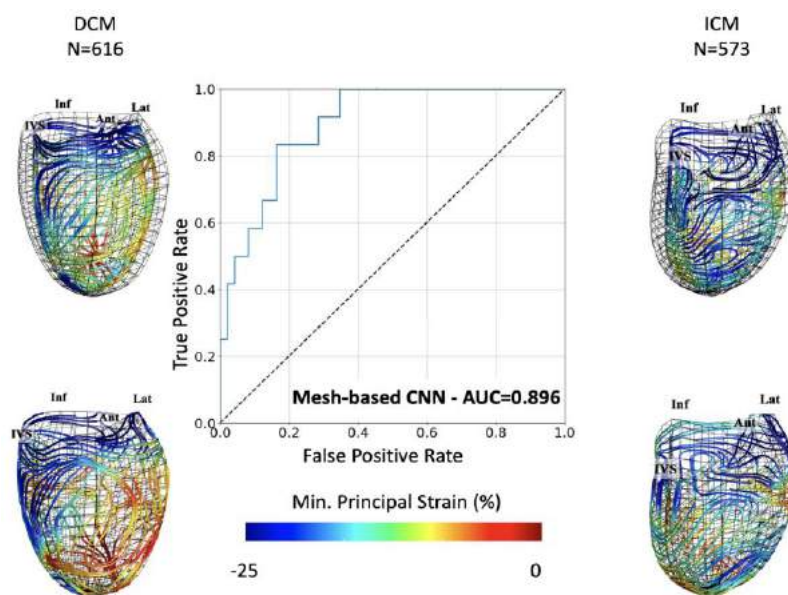 DCM
N=616
ICM
N=573
Inf
Lat
IVS
Ant
Inf
Lat
Ant
IVS
1.0
0.8
0.6
0.4
0.2
0.0
True Positive Rate
Mesh-based CNN - AUC=0.896
0.0
0.2
0.4
0.6
0.8
1.0
False Positive Rate
Inf
Lat
Ant
IVS
Inf
Lat
Ant
IVS
Min. Principal Strain (%)
-25
0